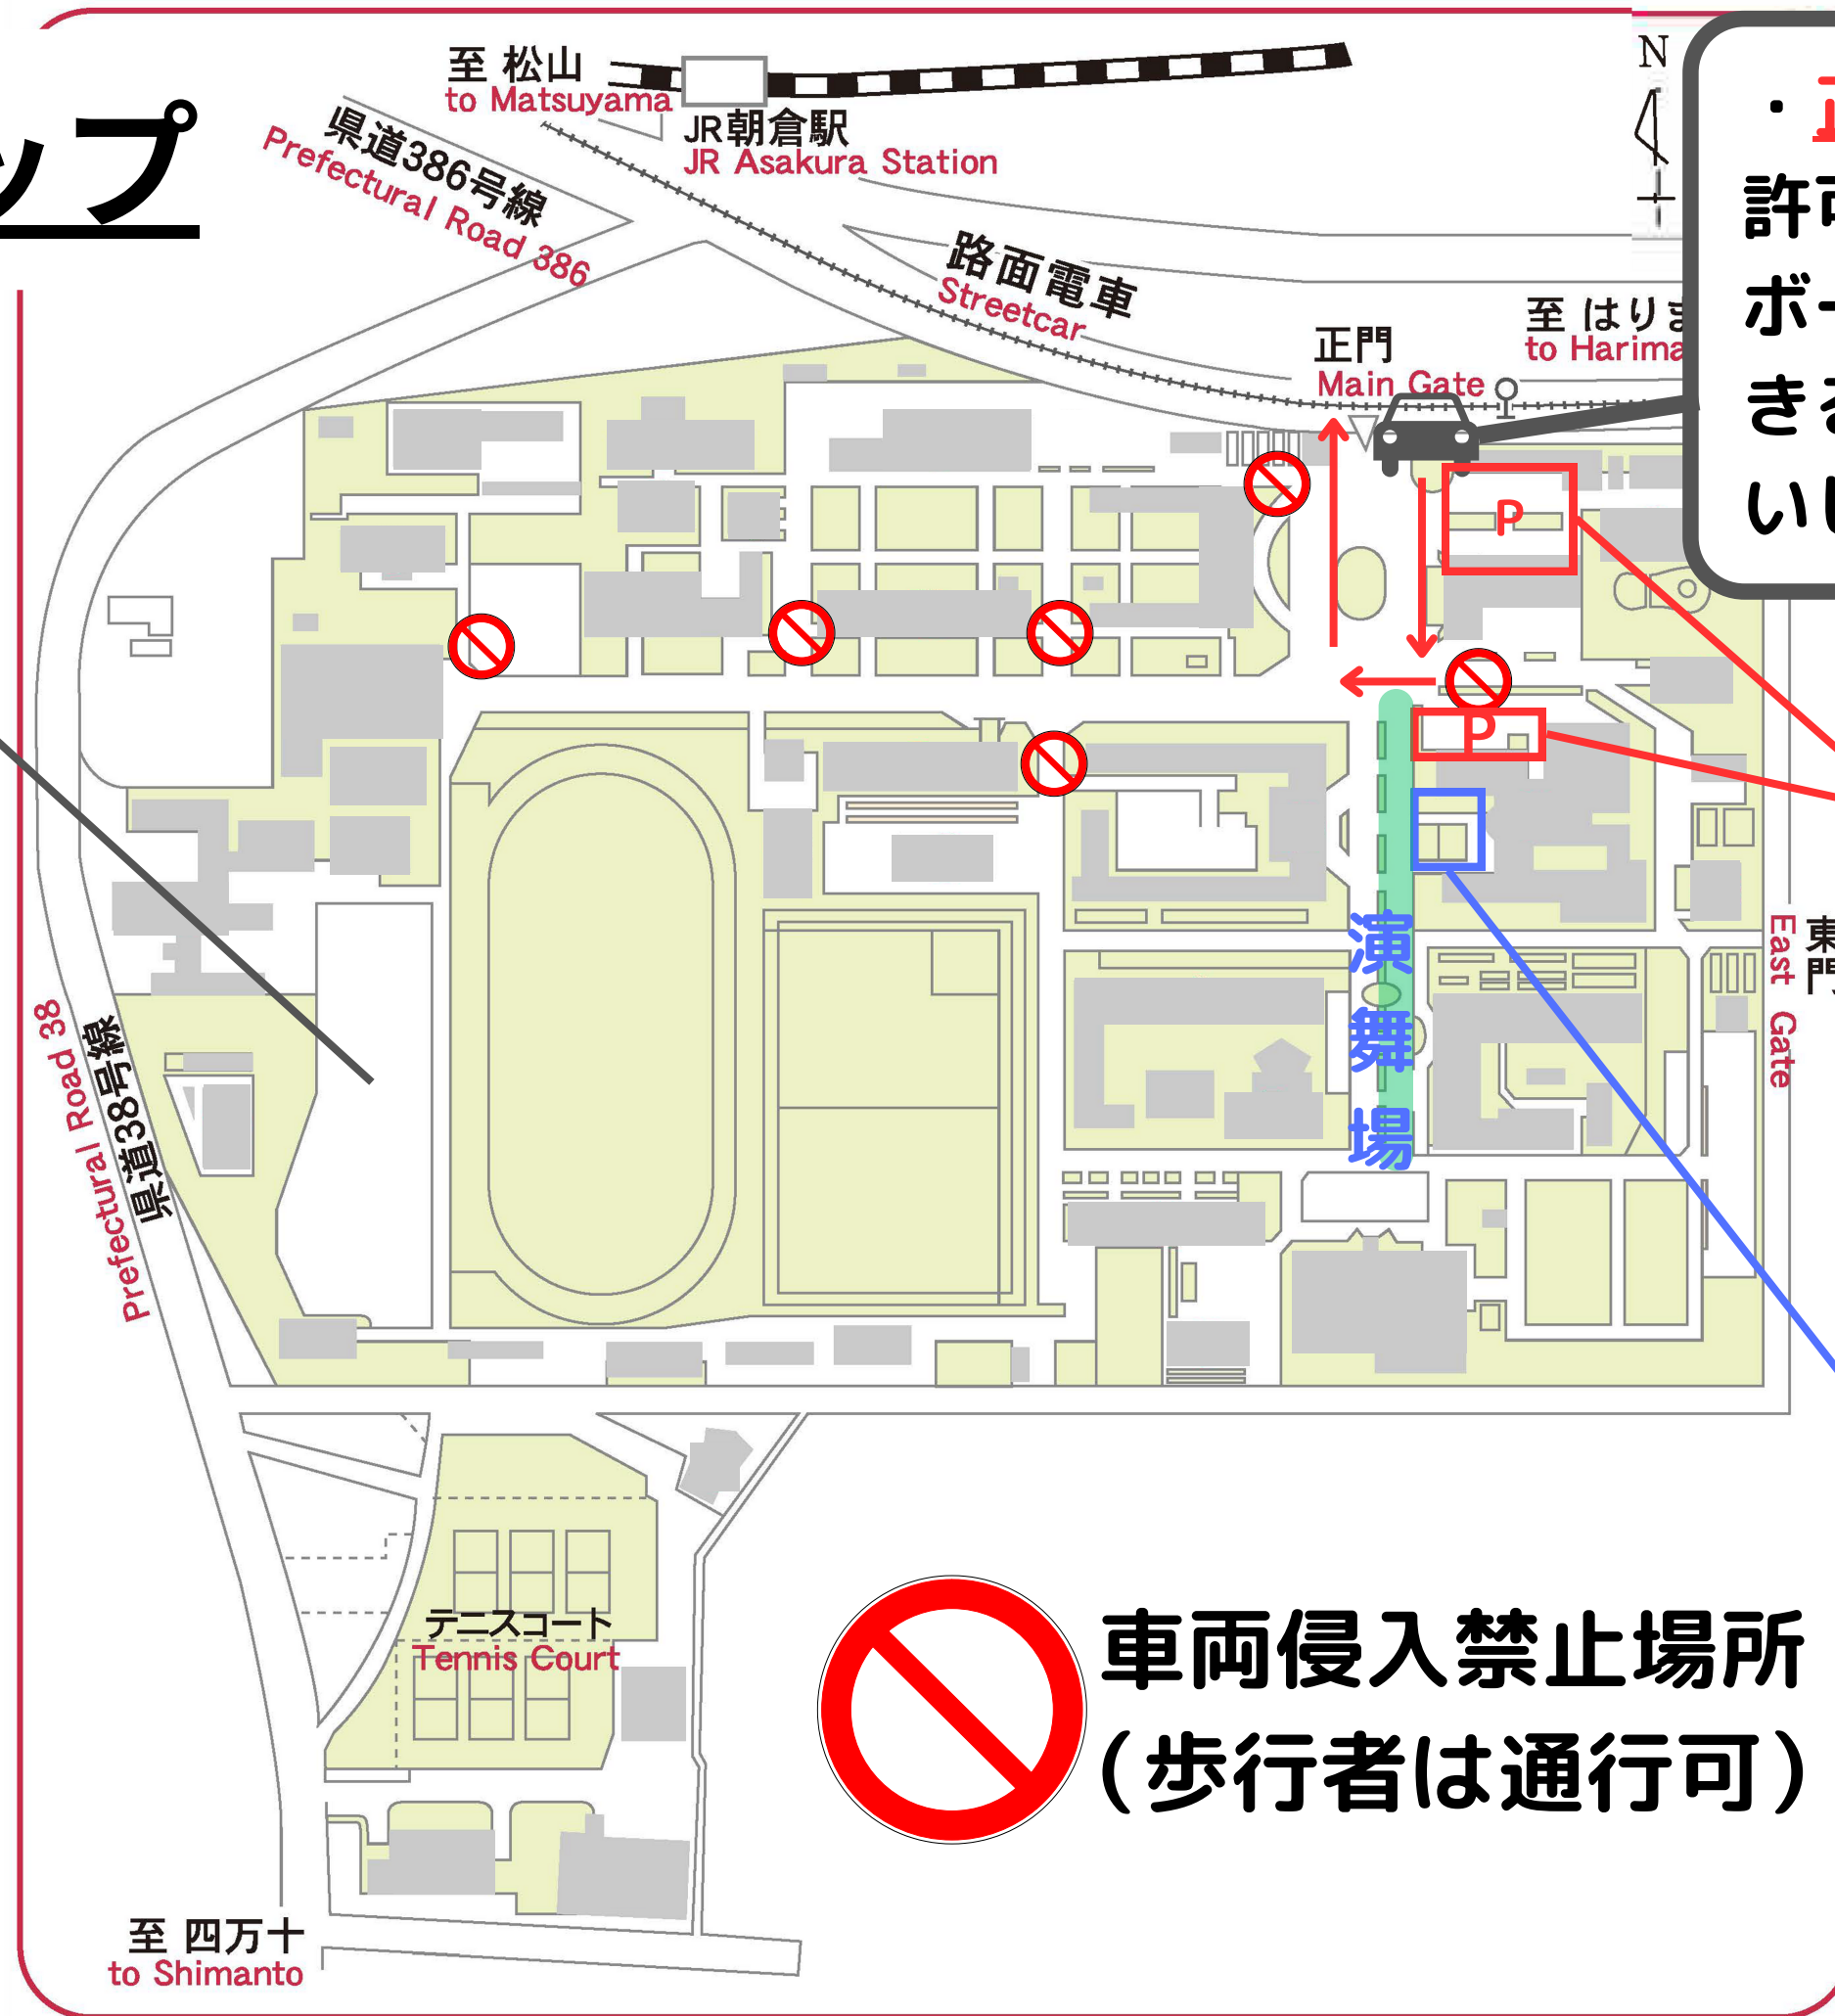 ップ
至 松山
to Matsuyama
JR朝倉駅
JR Asakura Station
県道386号線
Prefectural Road 386
路面電車
Streetcar
N
正門
Main Gate
至 はりま
to Harima
・正
許可
ボー
きる
いし
P
P
演舞場
東門
East Gate
県道38号線
Prefectural Road 38
テニスコート
Tennis Court
車両侵入禁止場所
（歩行者は通行可）
至 四万十
to Shimanto